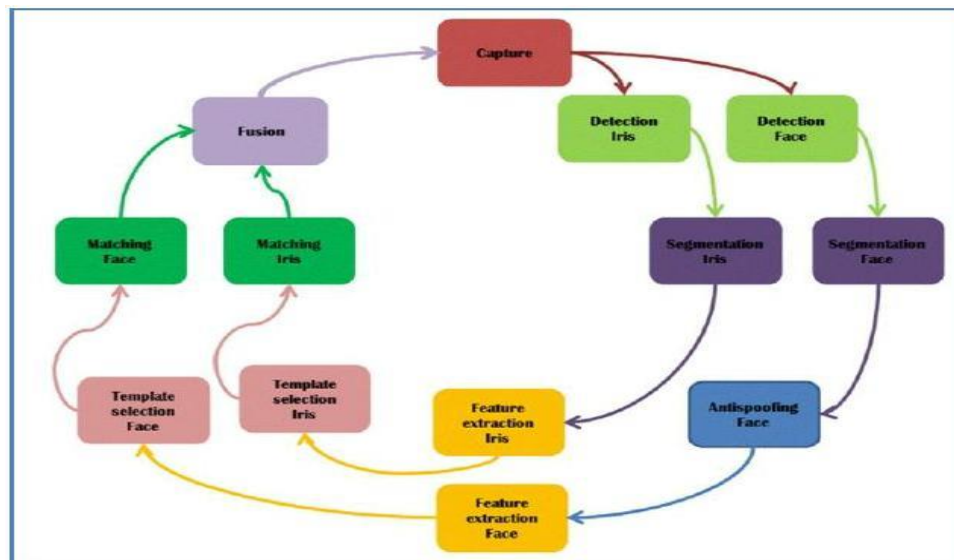 Capture
Detection
Iris
Detection
Face
Fusion
Matching
Face
Matching
Iris
Segmentation
Iris
Segmentation
Face
Template
selection
Face
Template
selection
Iris
Feature
extraction
Iris
Antispoofing
Face
Feature
extraction
Face